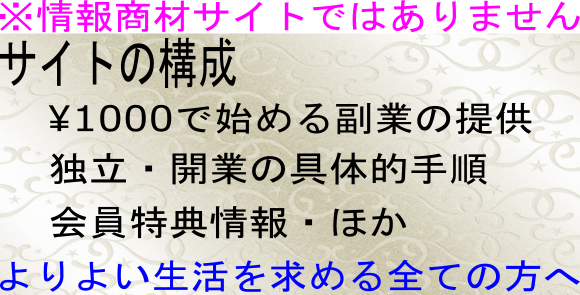 ※情報商材サイトではありません
サイトの構成
¥1000で始める副業の提供
独立・開業の具体的手順
会員特典情報・ほか
よりよい生活を求める全ての方へ